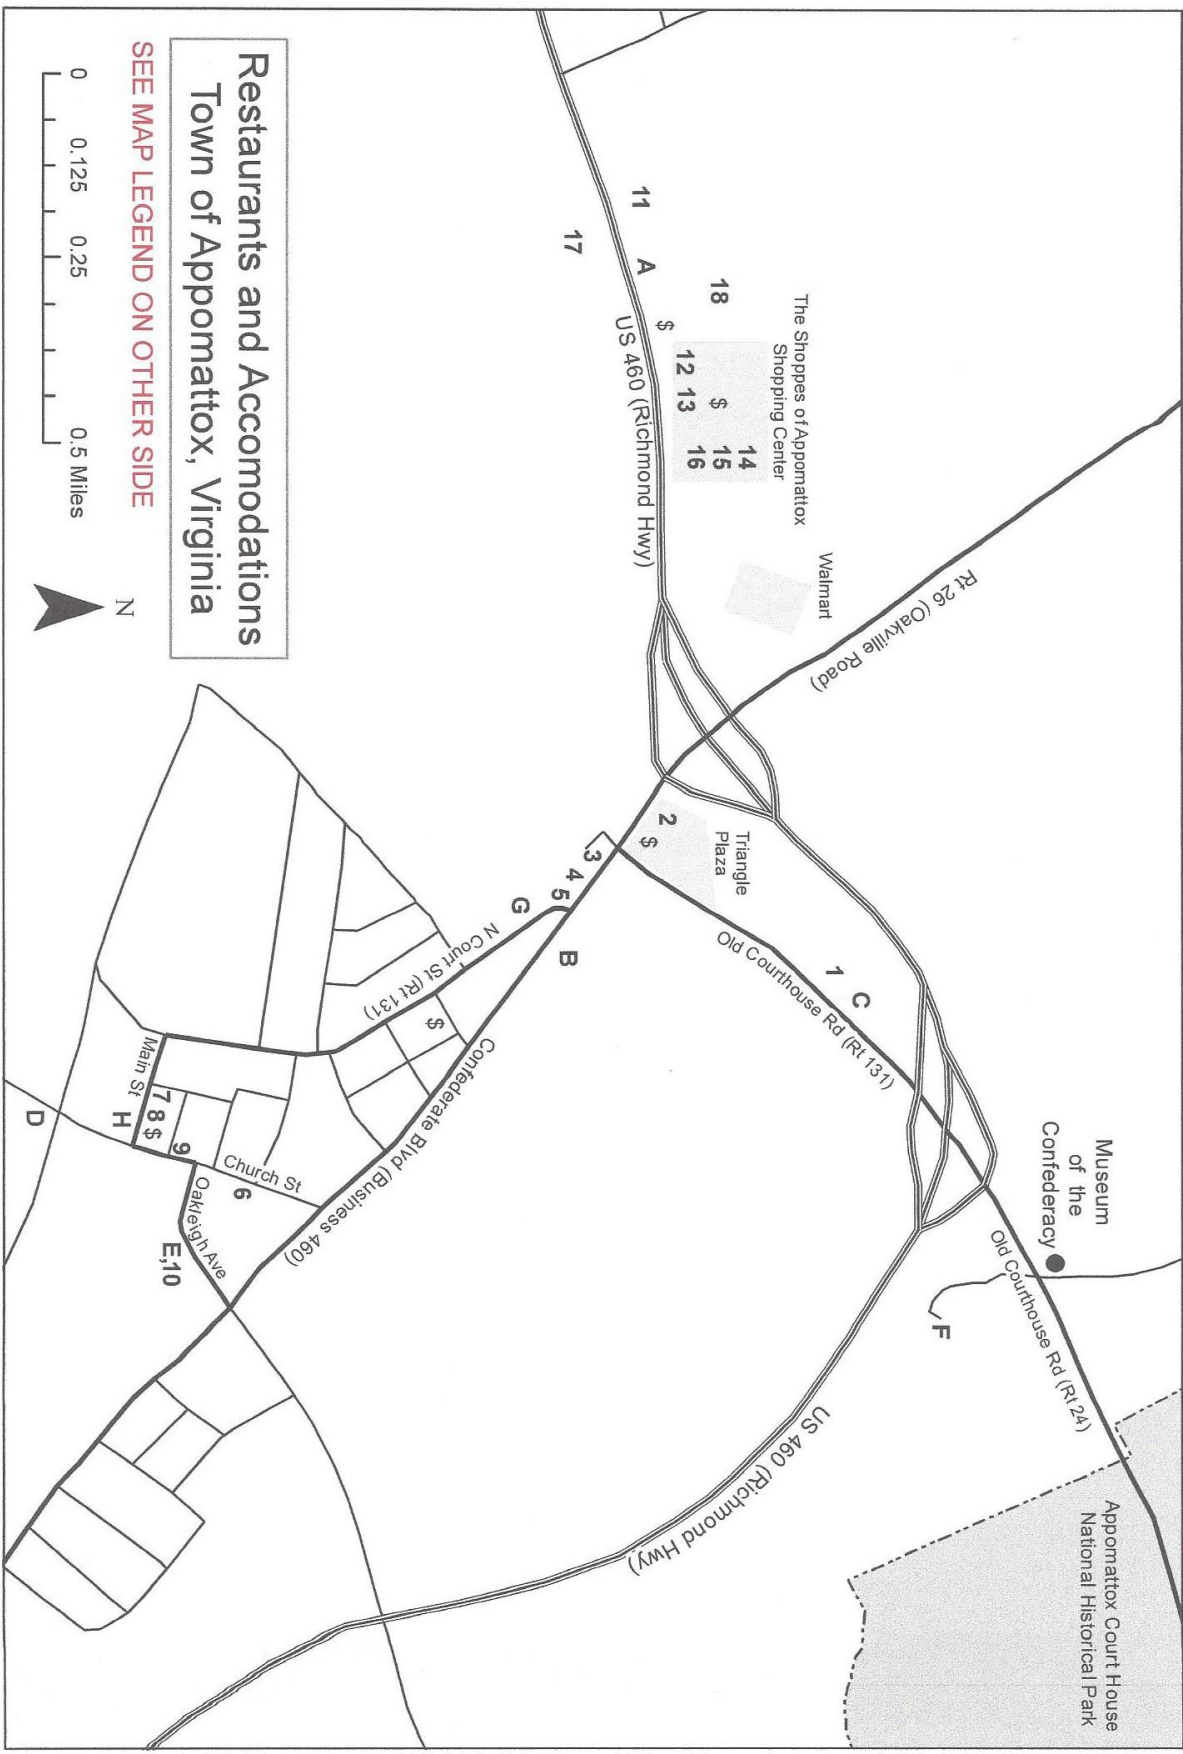 Restaurants and Accomodations
Town of Appomattox, Virginia
SEE MAP LEGEND ON OTHER SIDE
0 0.125 0.25 0.5 Miles
N
The Shoppes of Appomattox
Shopping Center
18
11
A
17
$
12 13
$
14
15
16
US 460 (Richmond Hwy)
Walmart
Rt 26 (Oakville Road)
Triangle
Plaza
2
$
3
4
5
G
B
N Court St (Rt 131)
$
Old Courthouse Rd (Rt 131)
1
C
Confederate Blvd (Business 460)
Main St
7 8 $
H
D
9
Church St
6
Oakleigh Ave
E,10
Museum
of the
Confederacy
F
Old Courthouse Rd (Rt 24)
US 460 (Richmond Hwy)
Appomattox Court House
National Historical Park